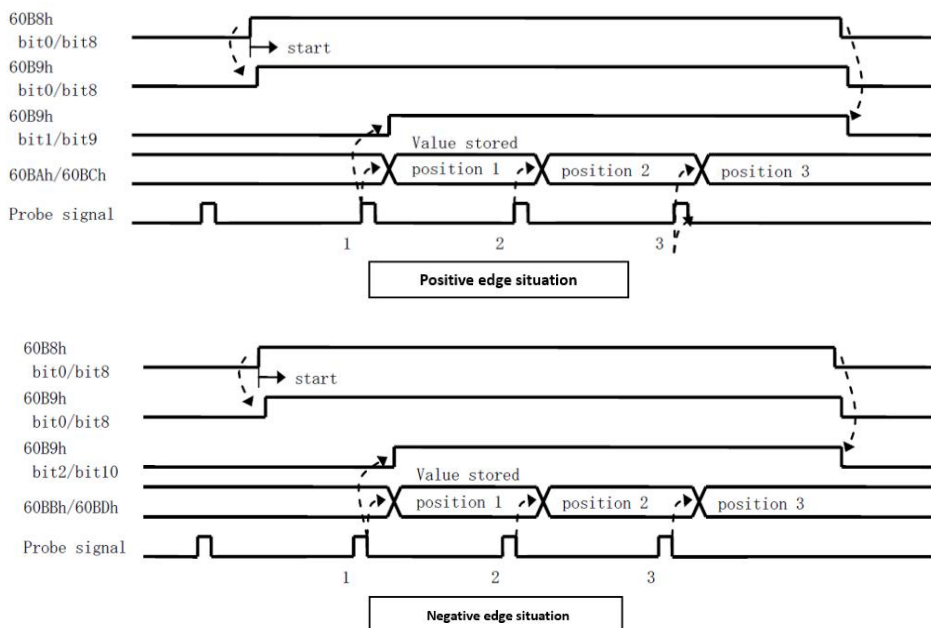 60B8h
bit0/bit8
start
60B9h
bit0/bit8
60B9h
bit1/bit9
Value stored
60BAh/60BCh
position 1
position 2
position 3
Probe signal
1
2
3
Positive edge situation
60B8h
bit0/bit8
start
60B9h
bit0/bit8
60B9h
bit2/bit10
Value stored
60BBh/60BDh
position 1
position 2
position 3
Probe signal
1
2
3
Negative edge situation